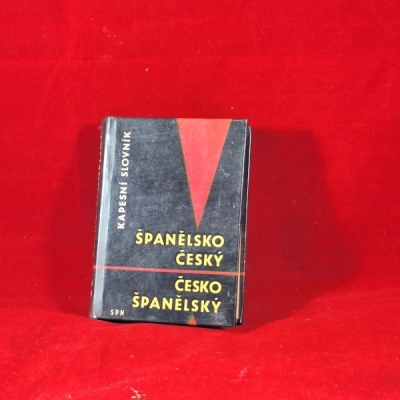 KAPESNÍ SLOVNÍK
ŠPANĚLSKO
ČESKÝ
ČESKO
ŠPANĚLSKÝ
SPN